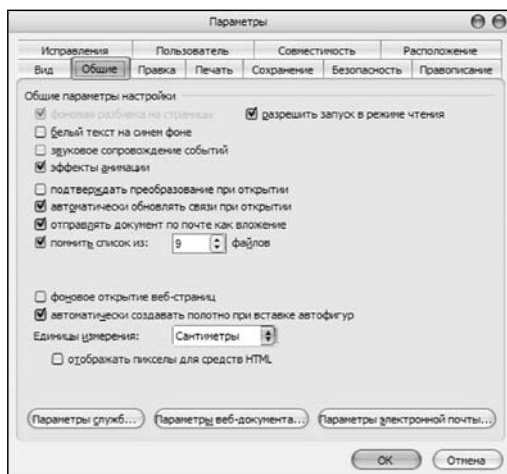 Параметры
Исправления Пользователь Совместимость Расположение
Вид Общие Правка Печать Сохранение Безопасность Правописание
Общие параметры настройки
фоновая разбивка на страницы разрешить запуск в режиме чтения
белый текст на синем фоне
звуковое сопровождение событий
эффекты анимации
подтверждать преобразование при открытии
автоматически обновлять связи при открытии
отправлять документ по почте как вложение
помнить список из: 9 файлов
фоновое открытие веб-страниц
автоматически создавать полотно при вставке автофигур
Единицы измерения: Сантиметры
отображать пикселы для средств HTML
Параметры служб... Параметры веб-документа... Параметры электронной почты...
ОК Отмена